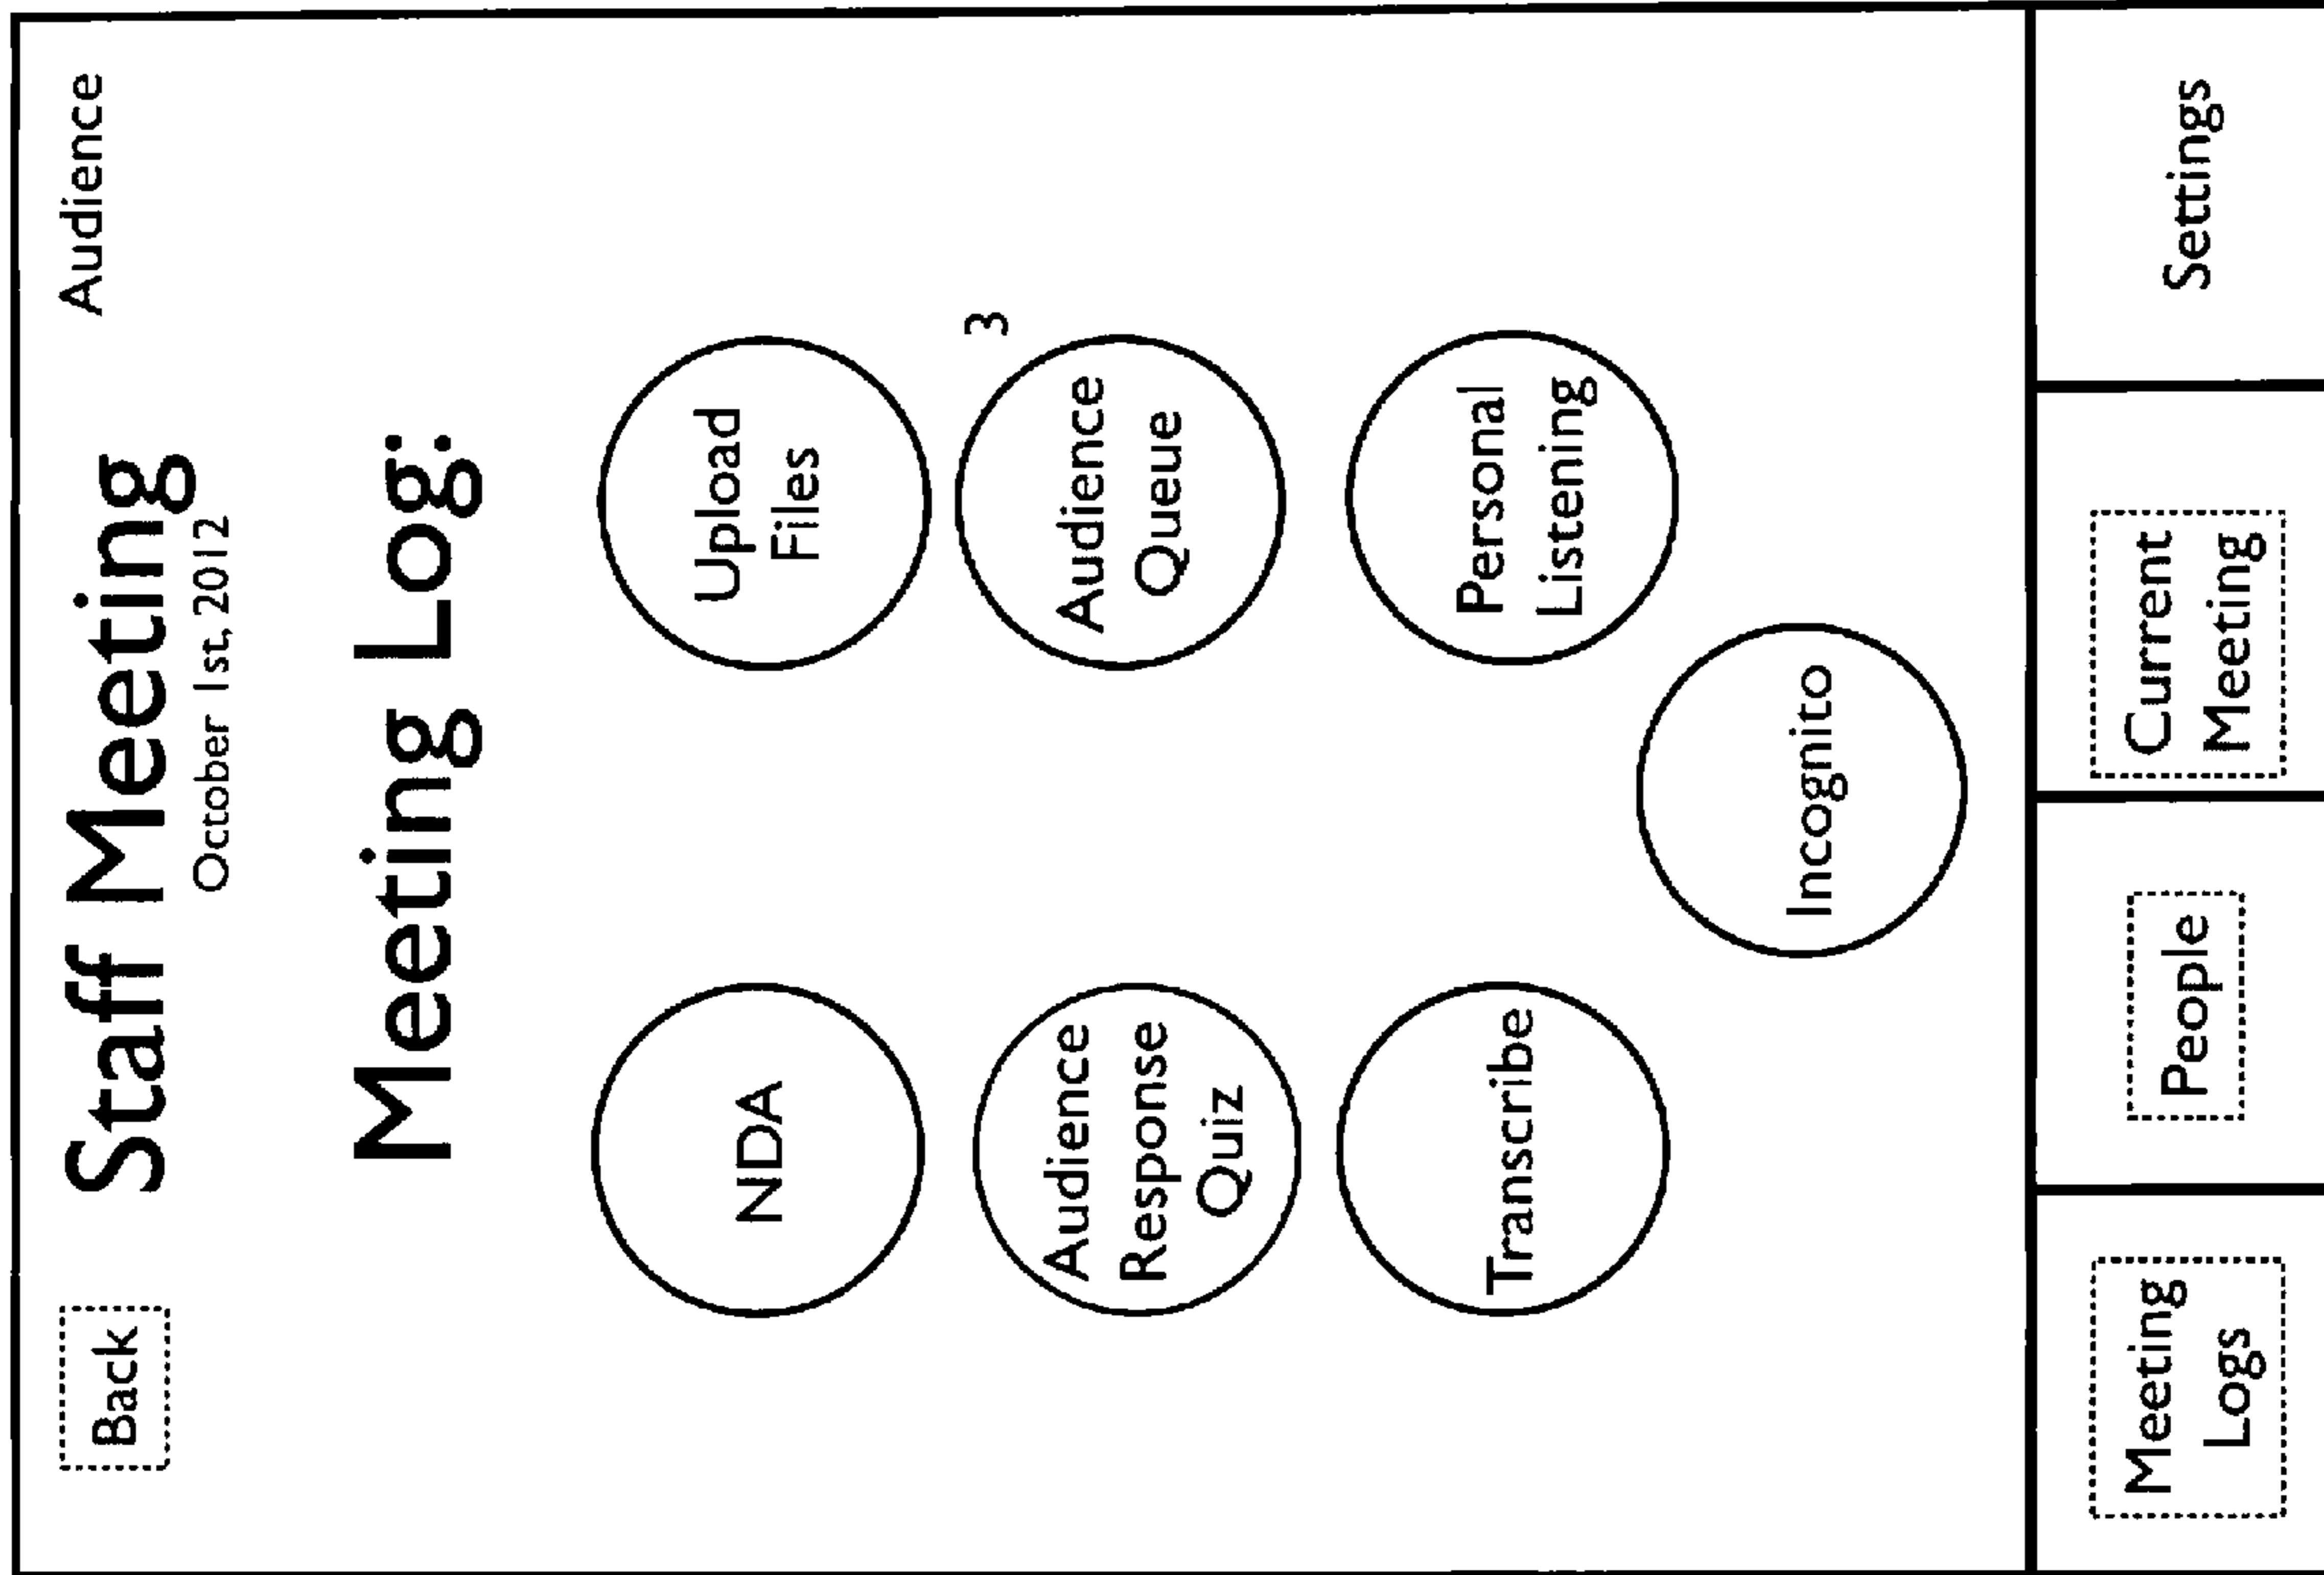 Back
Staff Meeting
Audience
October 1st, 2012
Meeting Log:
NDA
Upload
Files
Audience
Response
Quiz
3
Audience
Queue
Transcribe
Personal
Listening
Incognito
Meeting
Logs
People
Current
Meeting
Settings